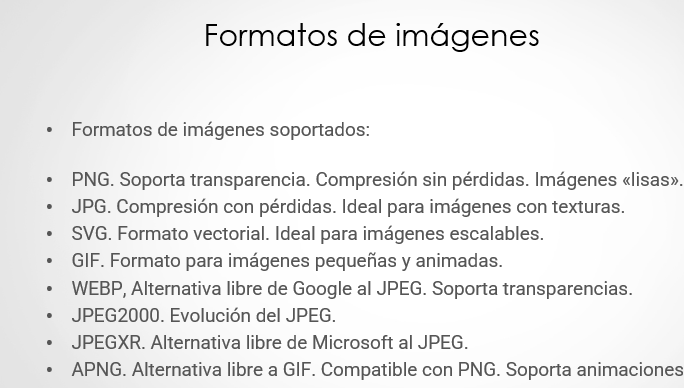 Formatos de imágenes
• Formatos de imágenes soportados:
• PNG. Soporta transparencia. Compresión sin pérdidas. Imágenes «lisas».
• JPG. Compresión con pérdidas. Ideal para imágenes con texturas.
• SVG. Formato vectorial. Ideal para imágenes escalables.
• GIF. Formato para imágenes pequeñas y animadas.
• WEBP, Alternativa libre de Google al JPEG. Soporta transparencias.
• JPEG2000. Evolución del JPEG.
• JPEGXR. Alternativa libre de Microsoft al JPEG.
• APNG. Alternativa libre a GIF. Compatible con PNG. Soporta animaciones